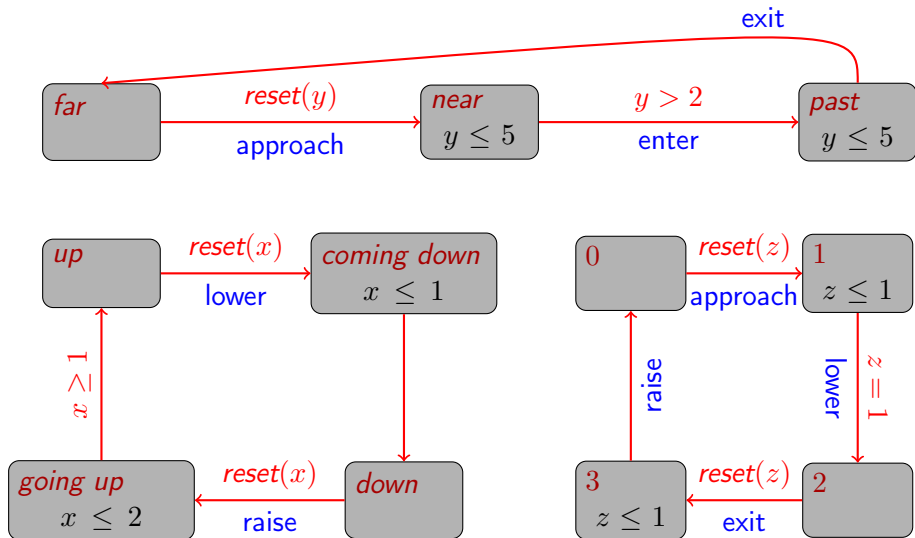 exit
far
reset(y)
approach
near
y ≤ 5
y > 2
enter
past
y ≤ 5
up
reset(x)
lower
coming down
x ≤ 1
x ≥ 1
going up
x ≤ 2
reset(x)
raise
down
0
reset(z)
approach
1
z ≤ 1
raise
lower
z = 1
3
z ≤ 1
reset(z)
exit
2